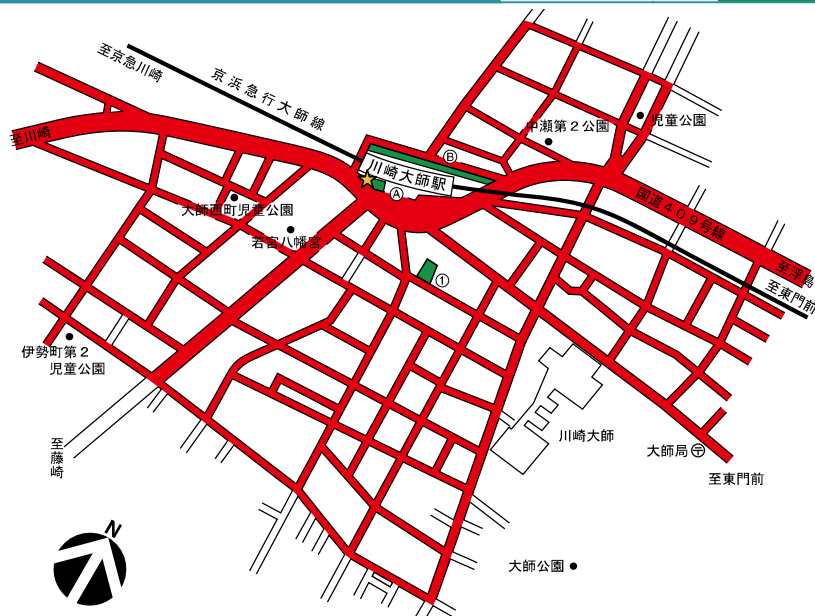 至京急川崎
京浜急行大師線
至川崎
中瀬第2公園
児童公園
Ⓑ
川崎大師駅
Ⓐ
大師西町児童公園
若宮八幡宮
国道409号線
至浮島
至東門前
①
伊勢町第2
児童公園
至藤崎
川崎大師
大師局〒
至東門前
大師公園
N